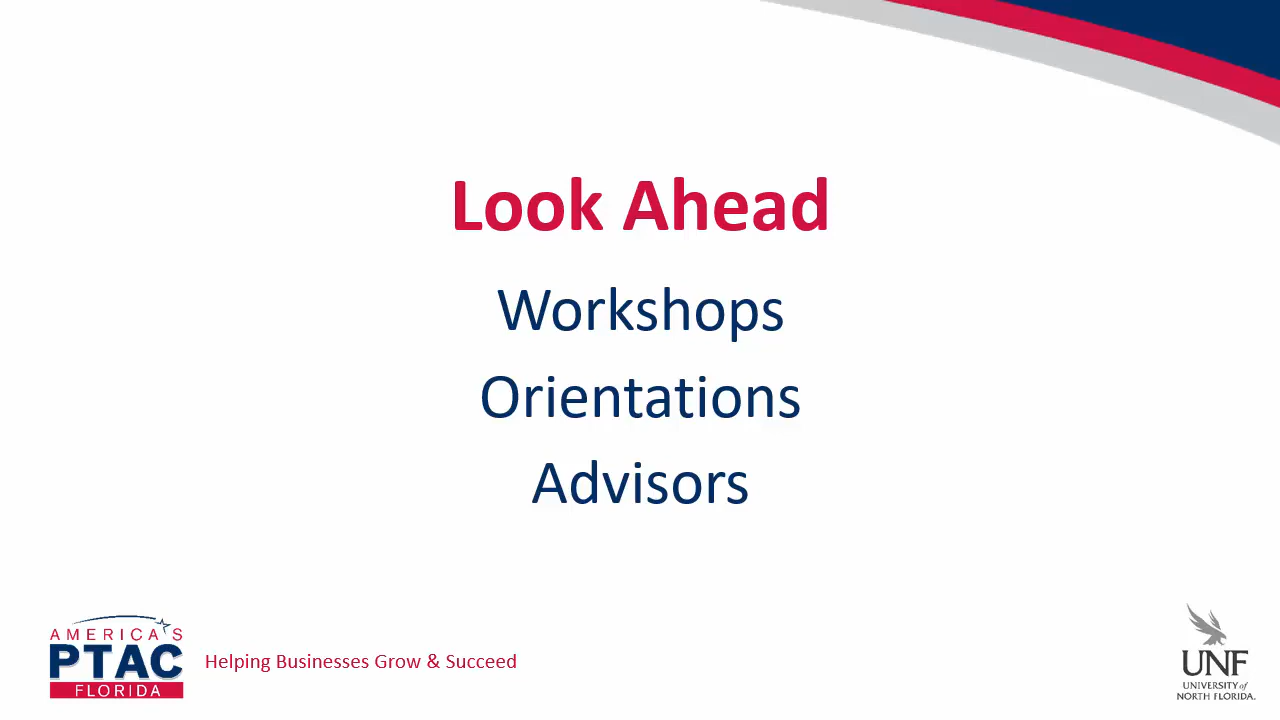 Look Ahead
Workshops
Orientations
Advisors
AMERICA'S
PTAC
FLORIDA
Helping Businesses Grow & Succeed
UNF
UNIVERSITY of
NORTH FLORIDA.